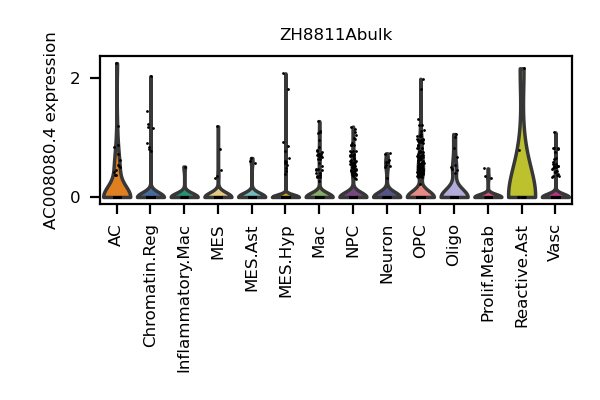 ZH8811Abulk
AC008080.4 expression
2
0
AC
Chromatin.Reg
Inflammatory.Mac
MES
MES.Ast
MES.Hyp
Mac
NPC
Neuron
OPC
Oligo
Prolif.Metab
Reactive.Ast
Vasc